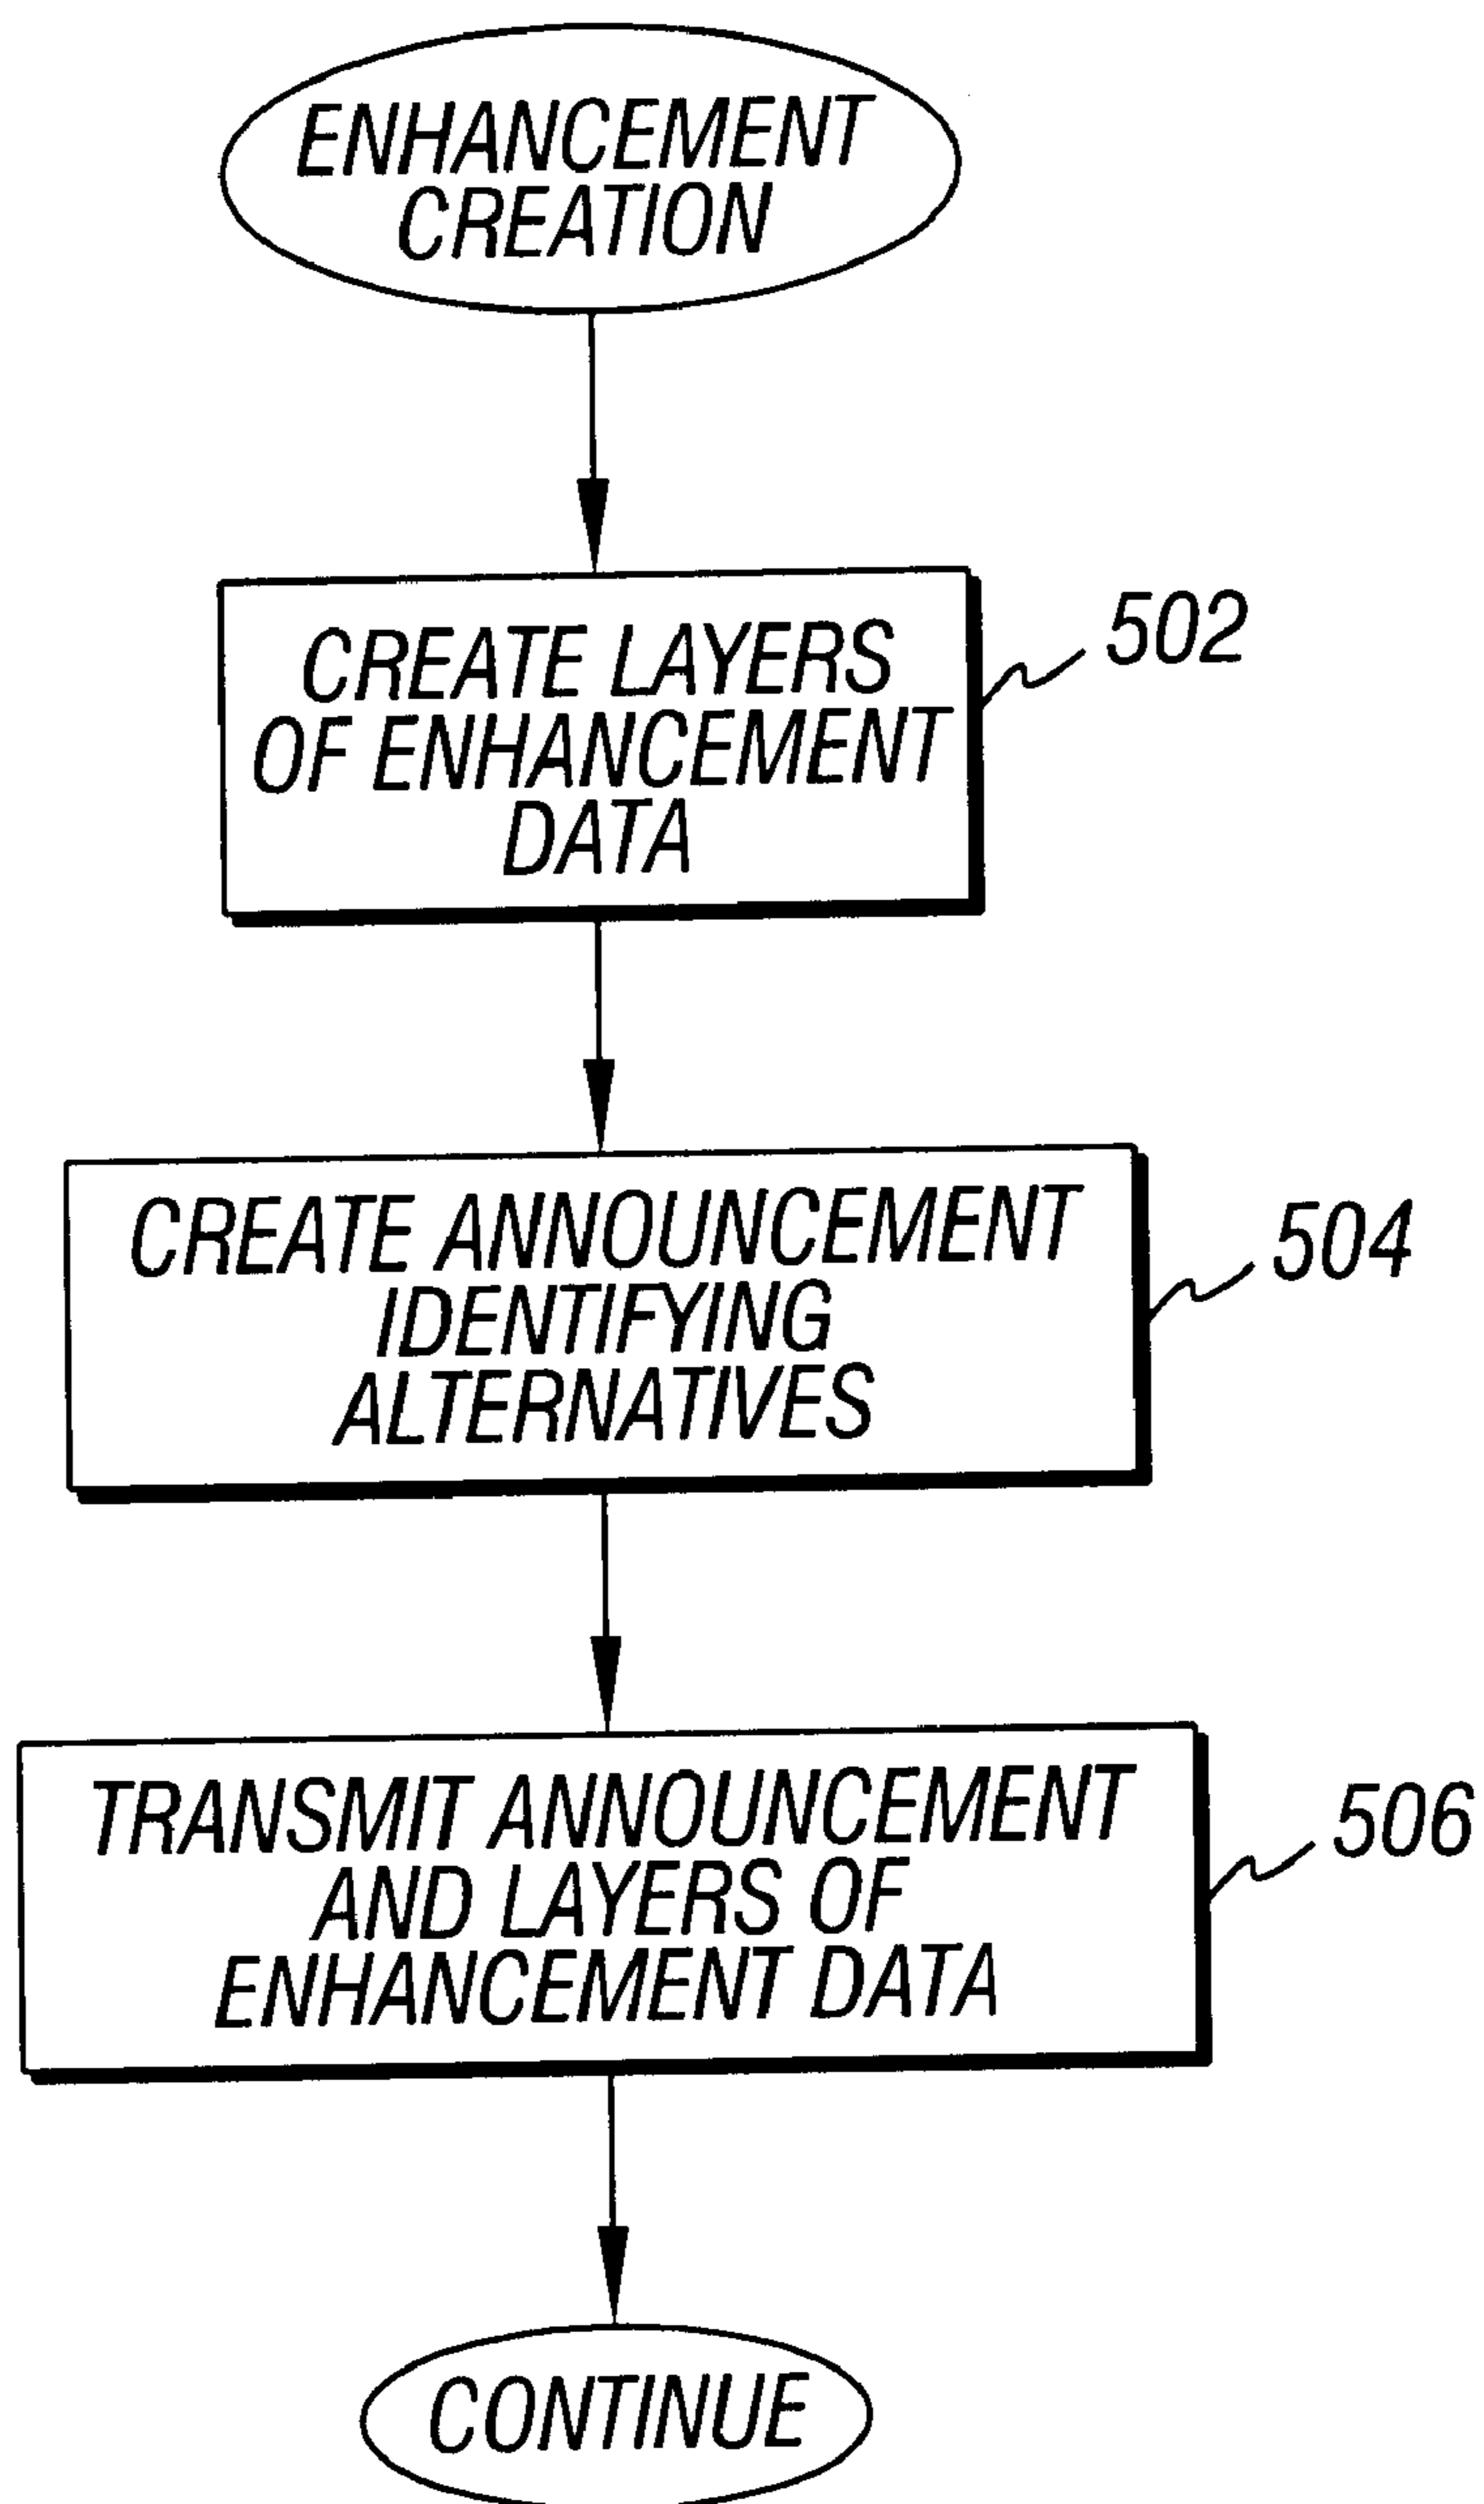 ENHANCEMENT
CREATION
CREATE LAYERS
OF ENHANCEMENT
DATA
502
CREATE ANNOUNCEMENT
IDENTIFYING
ALTERNATIVES
504
TRANSMIT ANNOUNCEMENT
AND LAYERS OF
ENHANCEMENT DATA
506
CONTINUE